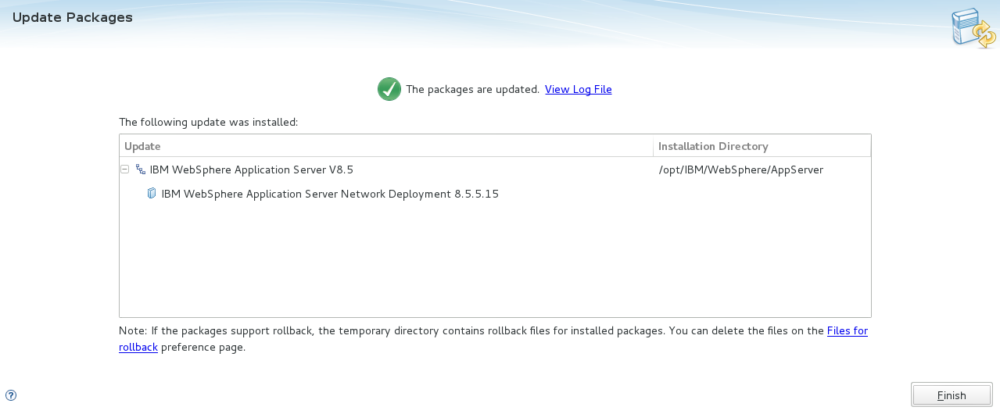 Update Packages
The packages are updated. View Log File
The following update was installed:
Update Installation Directory
IBM WebSphere Application Server V8.5 /opt/IBM/WebSphere/AppServer
IBM WebSphere Application Server Network Deployment 8.5.5.15
Note: If the packages support rollback, the temporary directory contains rollback files for installed packages. You can delete the files on the Files for
rollback preference page.
Finish